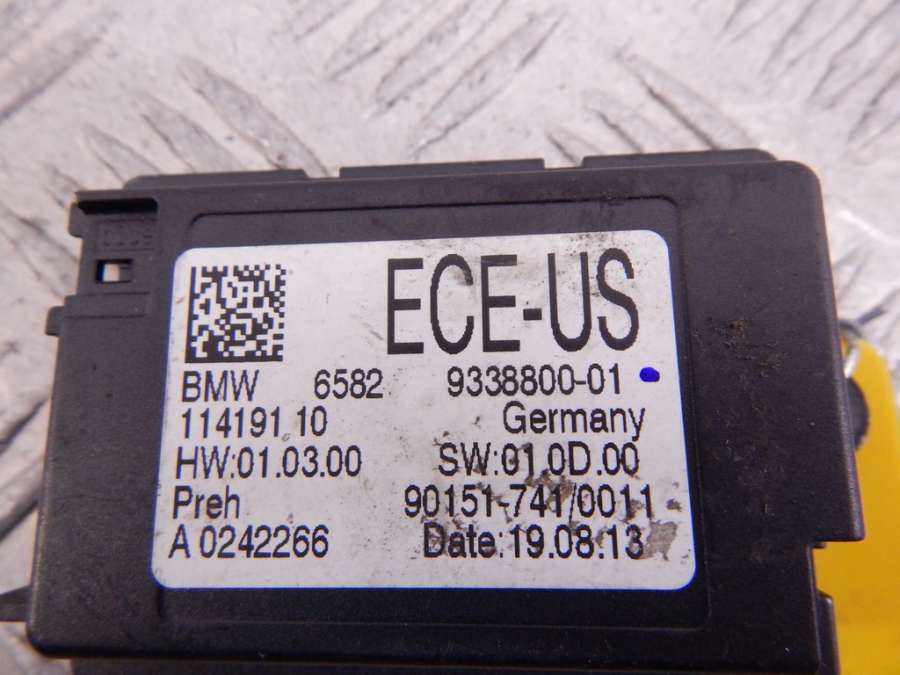 ECE-US
BMW 6582 9338800-01
114191 10 Germany
HW:01.03.00 SW:01.0D.00
Preh 90151-741/0011
A 0242266 Date:19.08.13